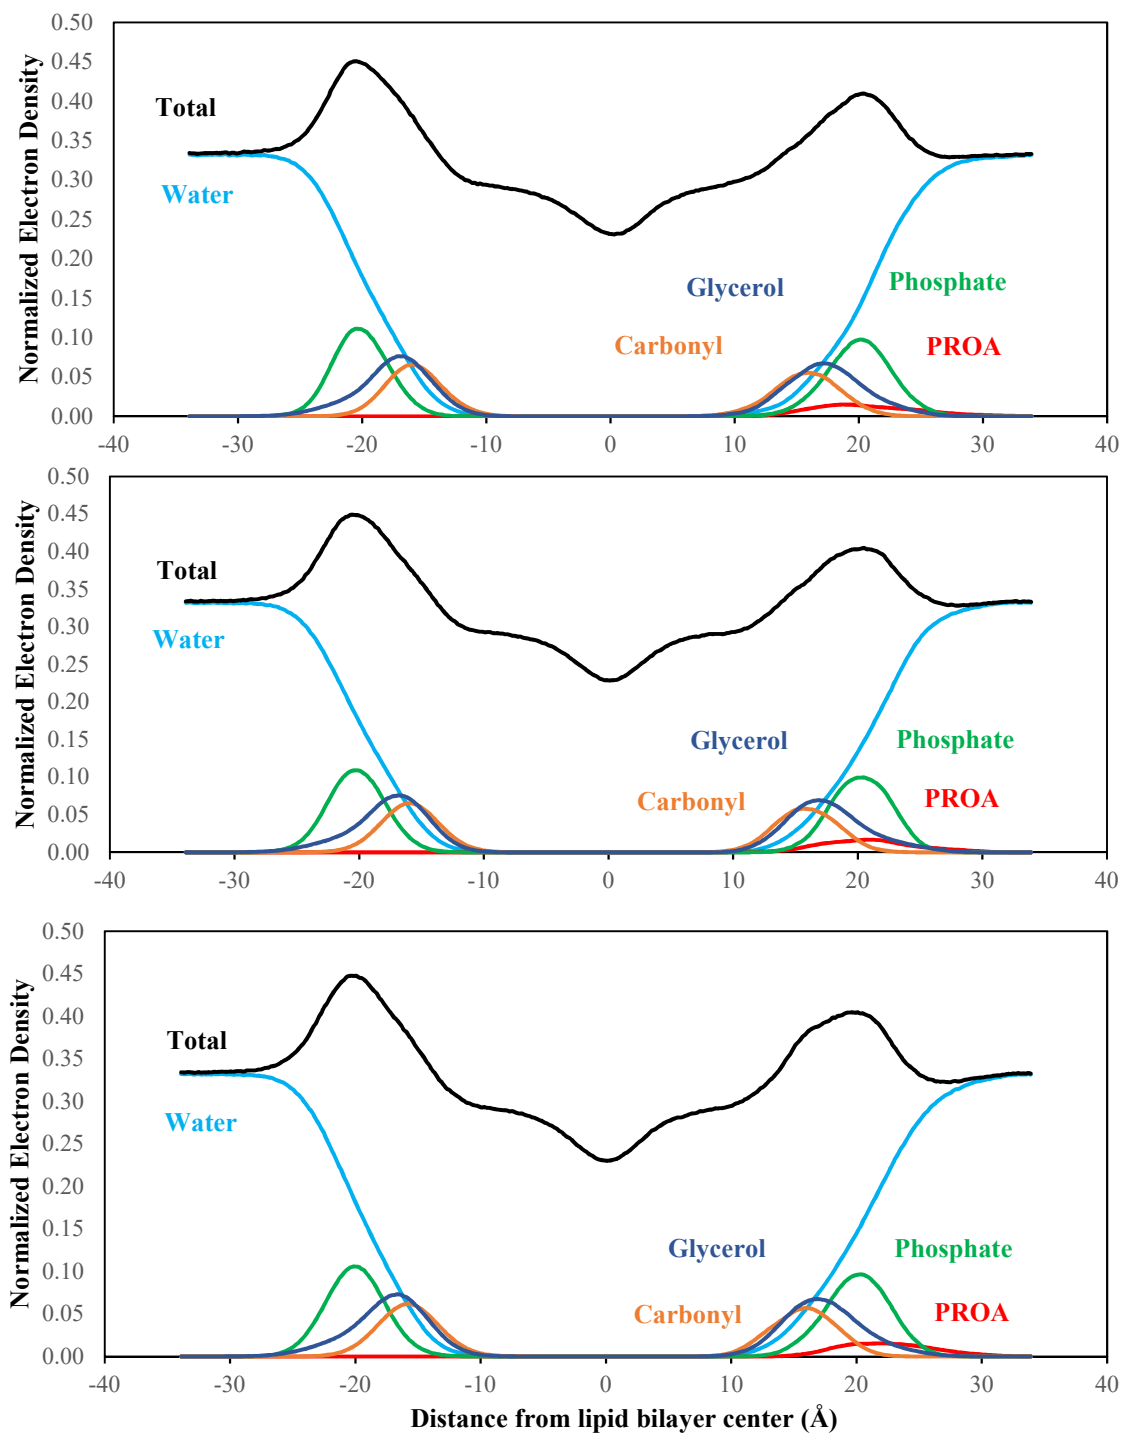 Normalized Electron Density
0.50
0.45
0.40
0.35
0.30
0.25
0.20
0.15
0.10
0.05
0.00
Total
Water
Glycerol
Phosphate
Carbonyl
PROA
-40
-30
-20
-10
0
10
20
30
40
Normalized Electron Density
0.50
0.45
0.40
0.35
0.30
0.25
0.20
0.15
0.10
0.05
0.00
Total
Water
Glycerol
Phosphate
Carbonyl
PROA
-40
-30
-20
-10
0
10
20
30
40
Normalized Electron Density
0.50
0.45
0.40
0.35
0.30
0.25
0.20
0.15
0.10
0.05
0.00
Total
Water
Glycerol
Phosphate
Carbonyl
PROA
-40
-30
-20
-10
0
10
20
30
40
Distance from lipid bilayer center (Å)